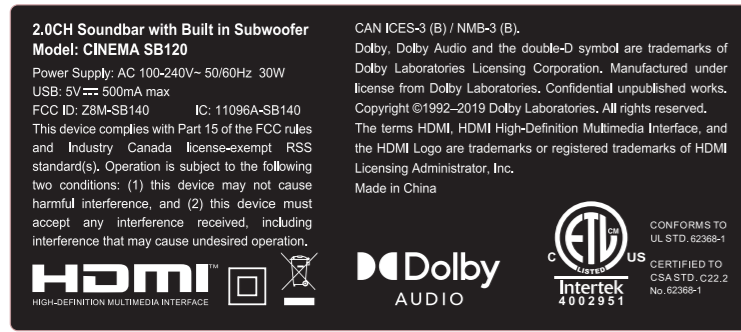 2.0CH Soundbar with Built in Subwoofer
Model: CINEMA SB120
Power Supply: AC 100-240V~ 50/60Hz 30W
USB: 5V⎓ 500mA max
FCC ID: Z8M-SB140 IC: 11096A-SB140
This device complies with Part 15 of the FCC rules
and Industry Canada license-exempt RSS
standard(s). Operation is subject to the following
two conditions: (1) this device may not cause
harmful interference, and (2) this device must
accept any interference received, including
interference that may cause undesired operation.
HDMI™
HIGH-DEFINITION MULTIMEDIA INTERFACE
CAN ICES-3 (B) / NMB-3 (B).
Dolby, Dolby Audio and the double-D symbol are trademarks of
Dolby Laboratories Licensing Corporation. Manufactured under
license from Dolby Laboratories. Confidential unpublished works.
Copyright ©1992–2019 Dolby Laboratories. All rights reserved.
The terms HDMI, HDMI High-Definition Multimedia Interface, and
the HDMI Logo are trademarks or registered trademarks of HDMI
Licensing Administrator, Inc.
Made in China
Dolby
AUDIO
ETL CM
LISTED
C US
Intertek
4002951
CONFORMS TO
UL STD. 62368-1
CERTIFIED TO
CSA STD. C22.2
No. 62368-1